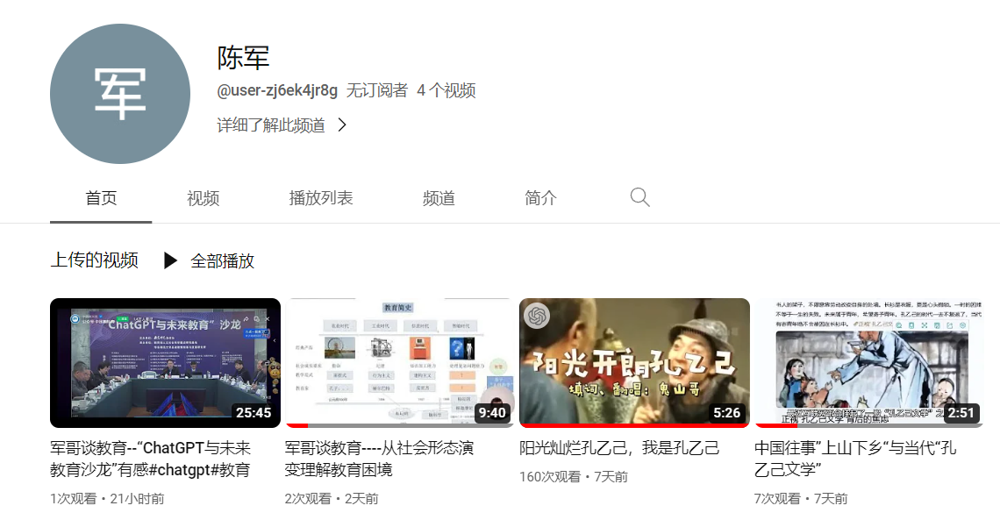 军
陈军
@user-zj6ek4jr8g 无订阅者 4 个视频
详细了解此频道
首页 视频 播放列表 频道 简介
上传的视频 全部播放
ChatGPT与未来教育” 沙龙
25:45
教育简史
9:40
阳光开朗孔乙己
填词、翻唱：鬼山哥
5:26
正视“孔乙己文学”背后的焦虑
2:51
军哥谈教育--“ChatGPT与未来
教育沙龙”有感#chatgpt#教育
1次观看・21小时前
军哥谈教育----从社会形态演
变理解教育困境
2次观看・2天前
阳光灿烂孔乙己，我是孔乙己
160次观看・7天前
中国往事”上山下乡“与当代“孔
乙己文学”
7次观看・7天前